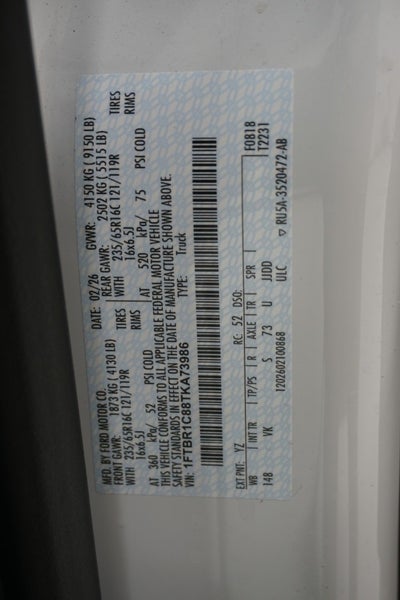 MFD. BY FORD MOTOR CO. DATE: 02/26 GVWR: 4150 KG ( 9150 LB)
FRONT GAWR: 1873 KG ( 4130 LB) REAR GAWR: 2502 KG ( 5515 LB)
WITH 235/65R16C 121/119R TIRES WITH 235/65R16C 121/119R TIRES
16x6.5J RIMS 16x6.5J RIMS
AT 360 kPa/ 52 PSI COLD AT 520 kPa/ 75 PSI COLD
THIS VEHICLE CONFORMS TO ALL APPLICABLE FEDERAL MOTOR VEHICLE
SAFETY STANDARDS IN EFFECT ON THE DATE OF MANUFACTURE SHOWN ABOVE.
VIN: 1FTBR1C88TKA73986 TYPE: Truck
F0818
T2231
EXT PNT: YZ RC: 52 DSO:
WB INT TR TP/PS R AXLE TR SPR
148 VK S 73 U JJDD
ULC
1202602100868 RU5A-3520472-AB